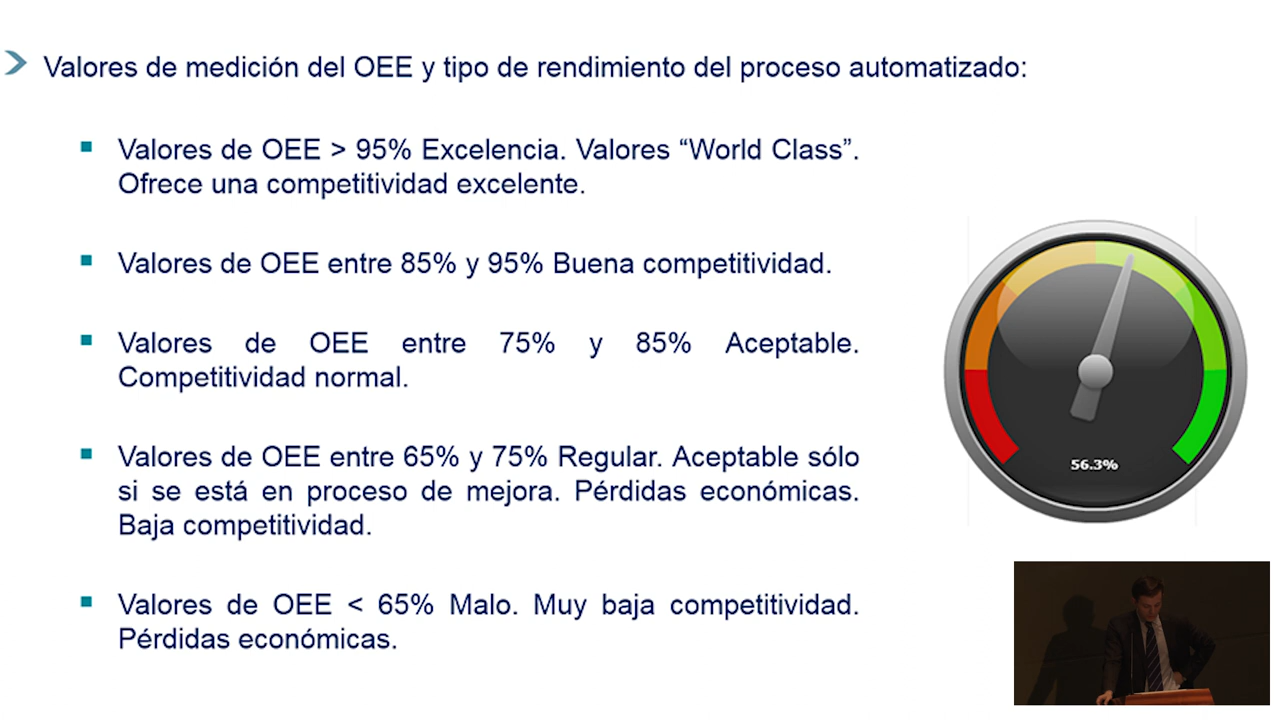 Valores de medición del OEE y tipo de rendimiento del proceso automatizado:
Valores de OEE > 95% Excelencia. Valores “World Class”.
Ofrece una competitividad excelente.
Valores de OEE entre 85% y 95% Buena competitividad.
Valores de OEE entre 75% y 85% Aceptable.
Competitividad normal.
Valores de OEE entre 65% y 75% Regular. Aceptable sólo
si se está en proceso de mejora. Pérdidas económicas.
Baja competitividad.
Valores de OEE < 65% Malo. Muy baja competitividad.
Pérdidas económicas.
56.3%